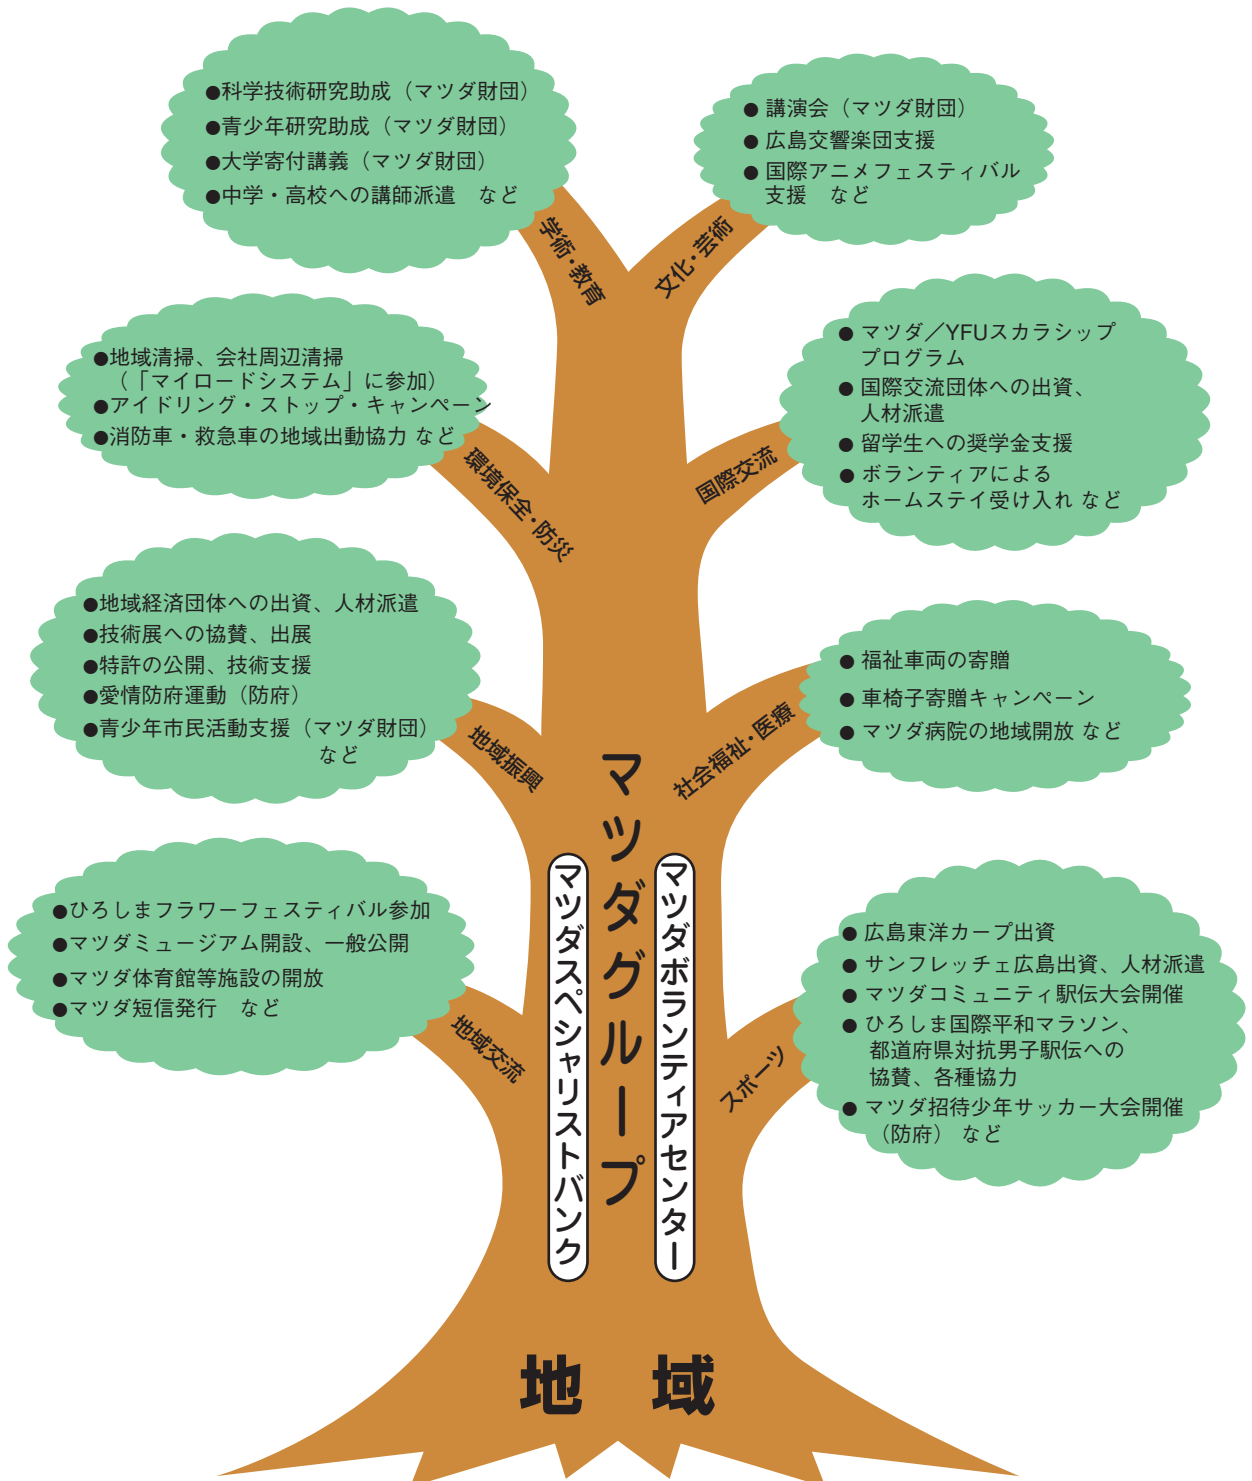 ●科学技術研究助成（マツダ財団）
●青少年研究助成（マツダ財団）
●大学寄付講義（マツダ財団）
●中学・高校への講師派遣　など
学術・教育
● 講演会（マツダ財団）
● 広島交響楽団支援
● 国際アニメフェスティバル
支援　など
文化・芸術
●地域清掃、会社周辺清掃
（「マイロードシステム」に参加）
●アイドリング・ストップ・キャンペーン
●消防車・救急車の地域出動協力 など
環境保全・防災
● マツダ／YFUスカラシップ
プログラム
● 国際交流団体への出資、
人材派遣
● 留学生への奨学金支援
● ボランティアによる
ホームステイ受け入れ など
国際交流
●地域経済団体への出資、人材派遣
●技術展への協賛、出展
●特許の公開、技術支援
●愛情防府運動（防府）
●青少年市民活動支援（マツダ財団）
など
地域振興
● 福祉車両の寄贈
● 車椅子寄贈キャンペーン
● マツダ病院の地域開放 など
社会福祉・医療
●ひろしまフラワーフェスティバル参加
●マツダミュージアム開設、一般公開
●マツダ体育館等施設の開放
●マツダ短信発行　など
地域交流
● 広島東洋カープ出資
● サンフレッチェ広島出資、人材派遣
● マツダコミュニティ駅伝大会開催
● ひろしま国際平和マラソン、
都道府県対抗男子駅伝への
協賛、各種協力
● マツダ招待少年サッカー大会開催
（防府） など
スポーツ
マツダグループ
マツダスペシャリストバンク
マツダボランティアセンター
地域